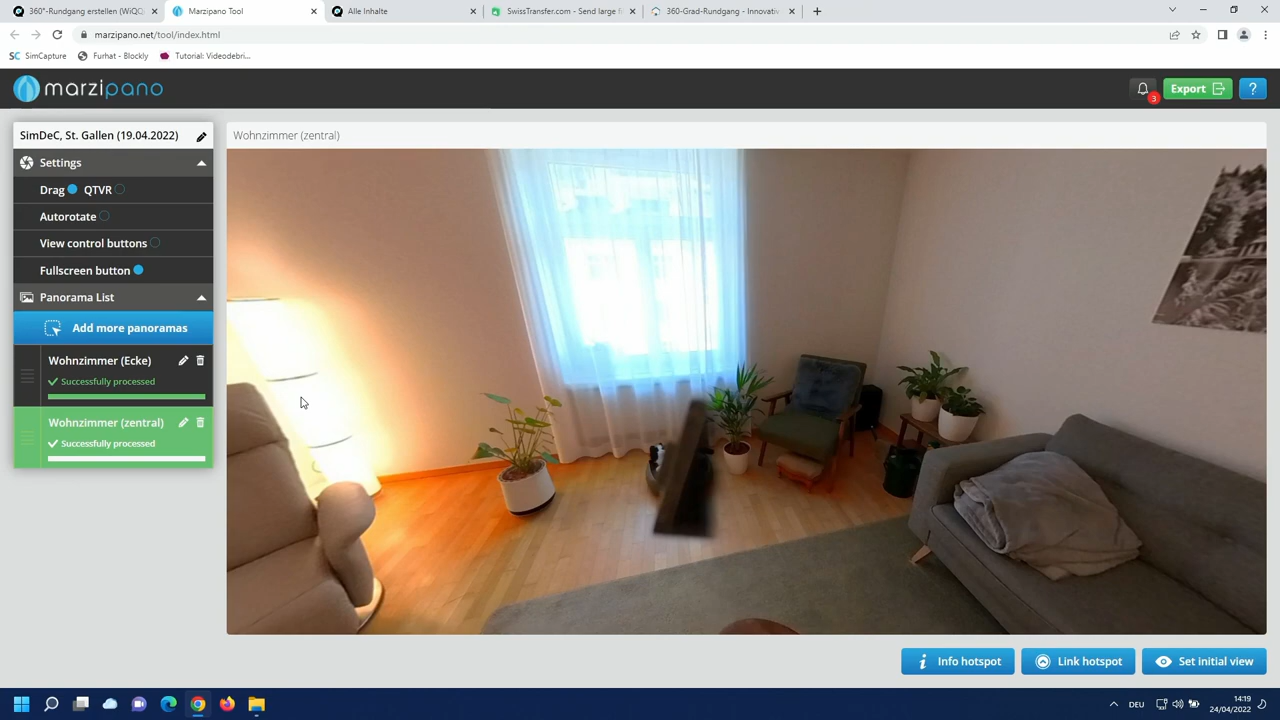 360°-Rundgang erstellen (WiQQ
Marzipano Tool
Alle Inhalte
SwissTransfer.com - Send large f
360-Grad-Rundgang - Innovativ
marzipano.net/tool/index.html
SC SimCapture
Furhat - Blockly
Tutorial: Videodebri...
marzipano
3
Export
?
SimDeC, St. Gallen (19.04.2022)
Wohnzimmer (zentral)
Settings
Drag QTVR
Autorotate
View control buttons
Fullscreen button
Panorama List
Add more panoramas
Wohnzimmer (Ecke)
Successfully processed
Wohnzimmer (zentral)
Successfully processed
Info hotspot
Link hotspot
Set initial view
DEU
14:19
24/04/2022